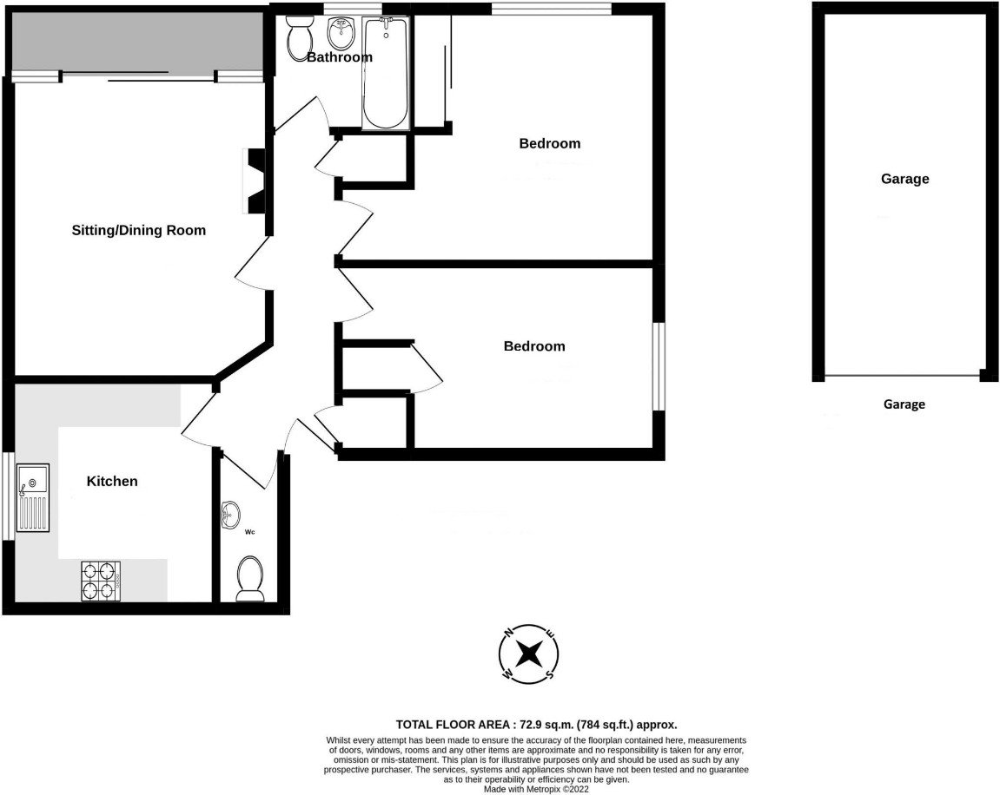 Bathroom
Bedroom
Garage
Sitting/Dining Room
Bedroom
Garage
Kitchen
Wc
N
E
W
S
TOTAL FLOOR AREA : 72.9 sq.m. (784 sq.ft.) approx.
Whilst every attempt has been made to ensure the accuracy of the floorplan contained here, measurements
of doors, windows, rooms and any other items are approximate and no responsibility is taken for any error,
omission or mis-statement. This plan is for illustrative purposes only and should be used as such by any
prospective purchaser. The services, systems and appliances shown have not been tested and no guarantee
as to their operability or efficiency can be given.
Made with Metropix ©2022